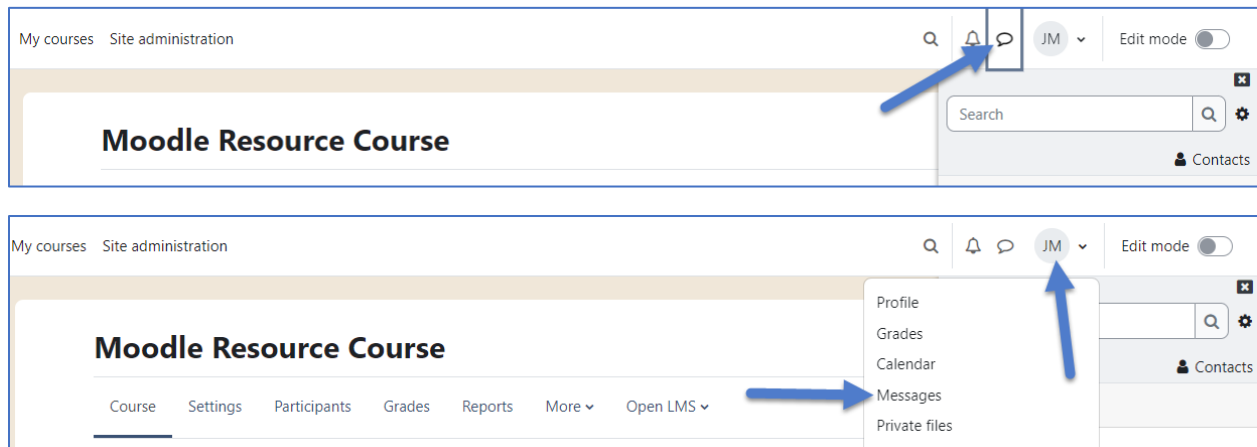 My courses Site administration JM Edit mode
Search
Moodle Resource Course
Contacts
My courses Site administration JM Edit mode
Profile
Grades
Moodle Resource Course
Calendar
Contacts
Course Settings Participants Grades Reports More Open LMS
Messages
Private files